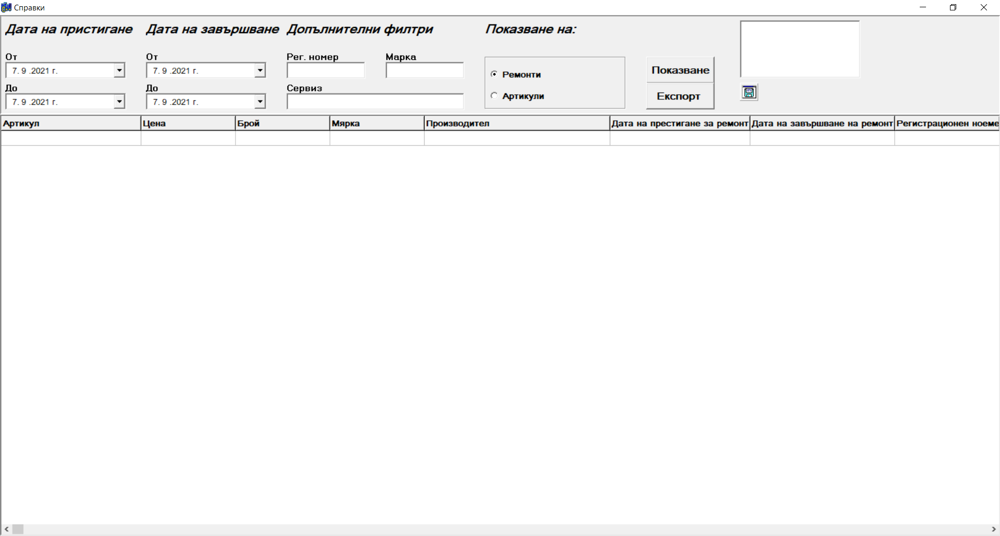 Справки
Дата на пристигане
Дата на завършване
Допълнителни филтри
Показване на:
От
От
Рег. номер
Марка
7. 9 .2021 г.
7. 9 .2021 г.
Ремонти
Показване
До
До
Сервиз
7. 9 .2021 г.
7. 9 .2021 г.
Артикули
Експорт
Артикул
Цена
Брой
Мярка
Производител
Дата на престигане за ремонт
Дата на завършване на ремонт
Регистрационен ноеме